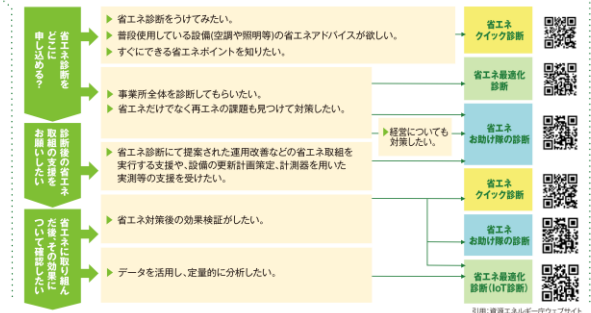 省エネ診断を
どこに
申し込める?
省エネ診断をうけてみたい。
普段使用している設備(空調や照明等)の省エネアドバイスが欲しい。
すぐにできる省エネポイントを知りたい。
省エネ
クイック診断
事業所全体を診断してもらいたい。
省エネだけでなく再エネの課題も見つけて対策したい。
省エネ最適化
診断
経営についても
対策したい。
省エネ
お助け隊の診断
診断後の省エネ
取組の支援を
お願いしたい
省エネ診断にて提案された運用改善などの省エネ取組を
実行する支援や、設備の更新計画策定、計測器を用いた
実測等の支援を受けたい。
省エネ
クイック診断
省エネに取り組ん
だ後、その効果に
ついて確認したい
省エネ対策後の効果検証がしたい。
省エネ
お助け隊の診断
データを活用し、定量的に分析したい。
省エネ最適化
診断(IoT診断)
引用:資源エネルギー庁ウェブサイト